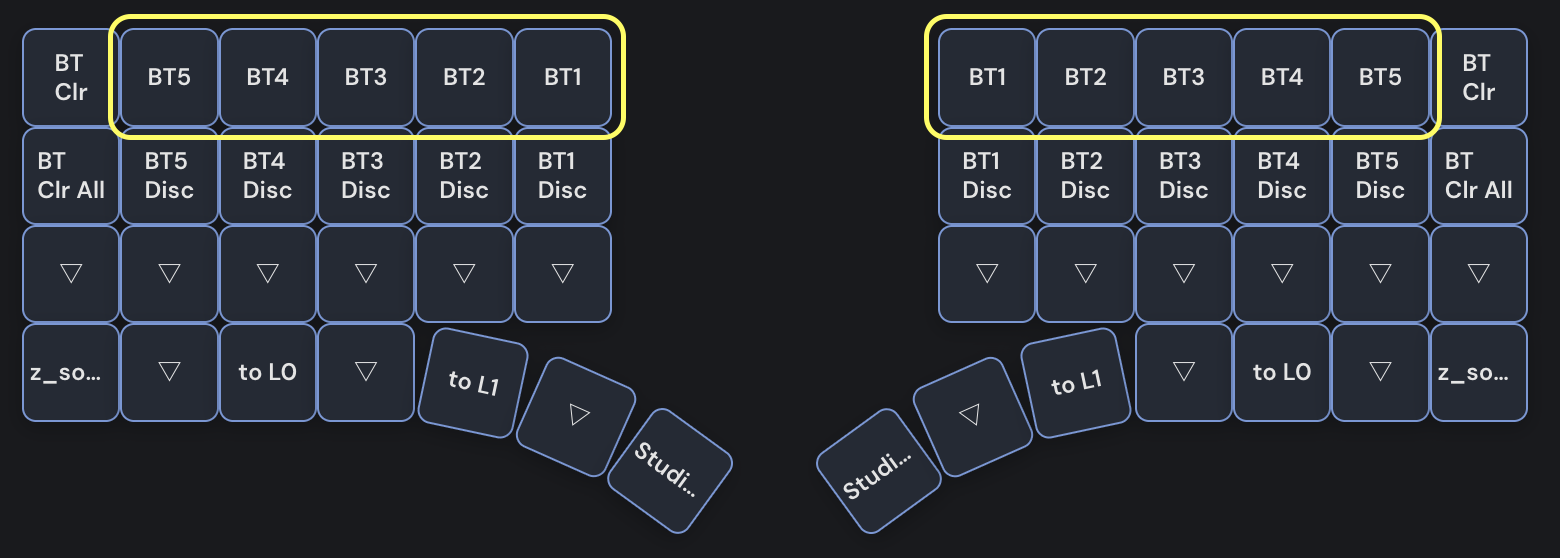 BT Clr BT5 BT4 BT3 BT2 BT1 BT1 BT2 BT3 BT4 BT5 BT Clr
BT Clr All BT5 Disc BT4 Disc BT3 Disc BT2 Disc BT1 Disc BT1 Disc BT2 Disc BT3 Disc BT4 Disc BT5 Disc BT Clr All
z_so... to L0 to L1 Studi... Studi... to L1 to L0 z_so...